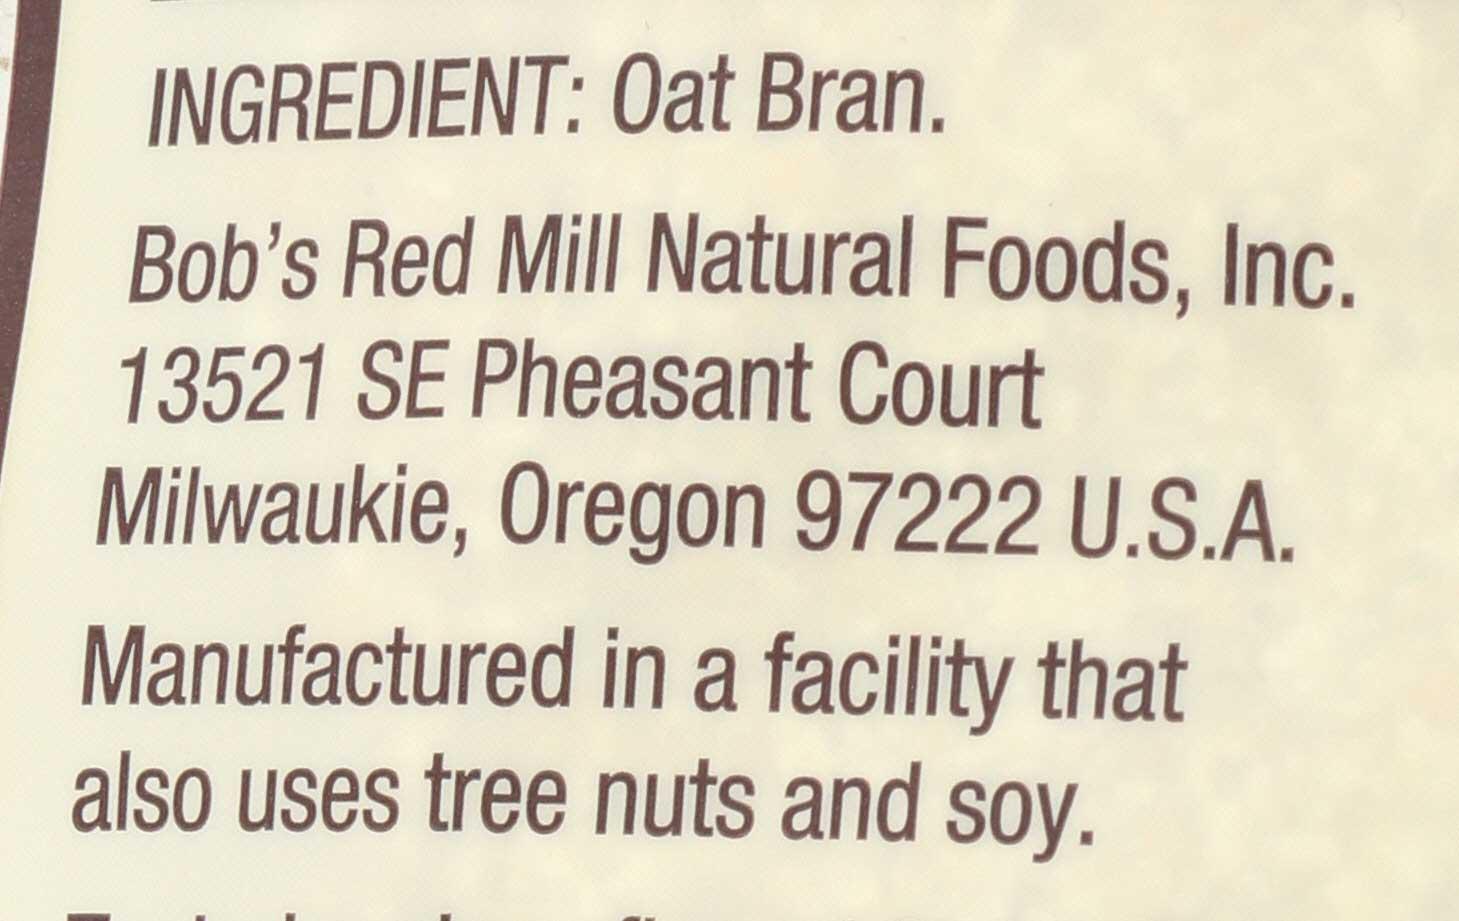 INGREDIENT: Oat Bran.
Bob's Red Mill Natural Foods, Inc.
13521 SE Pheasant Court
Milwaukie, Oregon 97222 U.S.A.
Manufactured in a facility that
also uses tree nuts and soy.